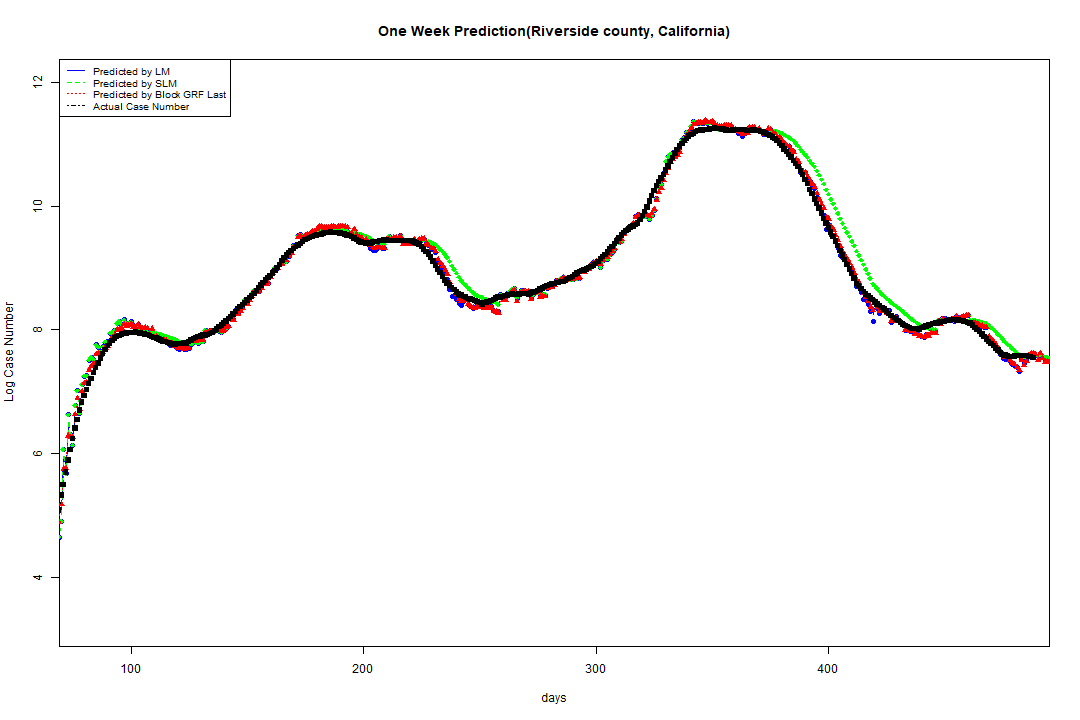 One Week Prediction(Riverside county, California)
Predicted by LM
Predicted by SLM
Predicted by Block GRF Last
Actual Case Number
12
10
8
6
4
Log Case Number
100 200 300 400
days